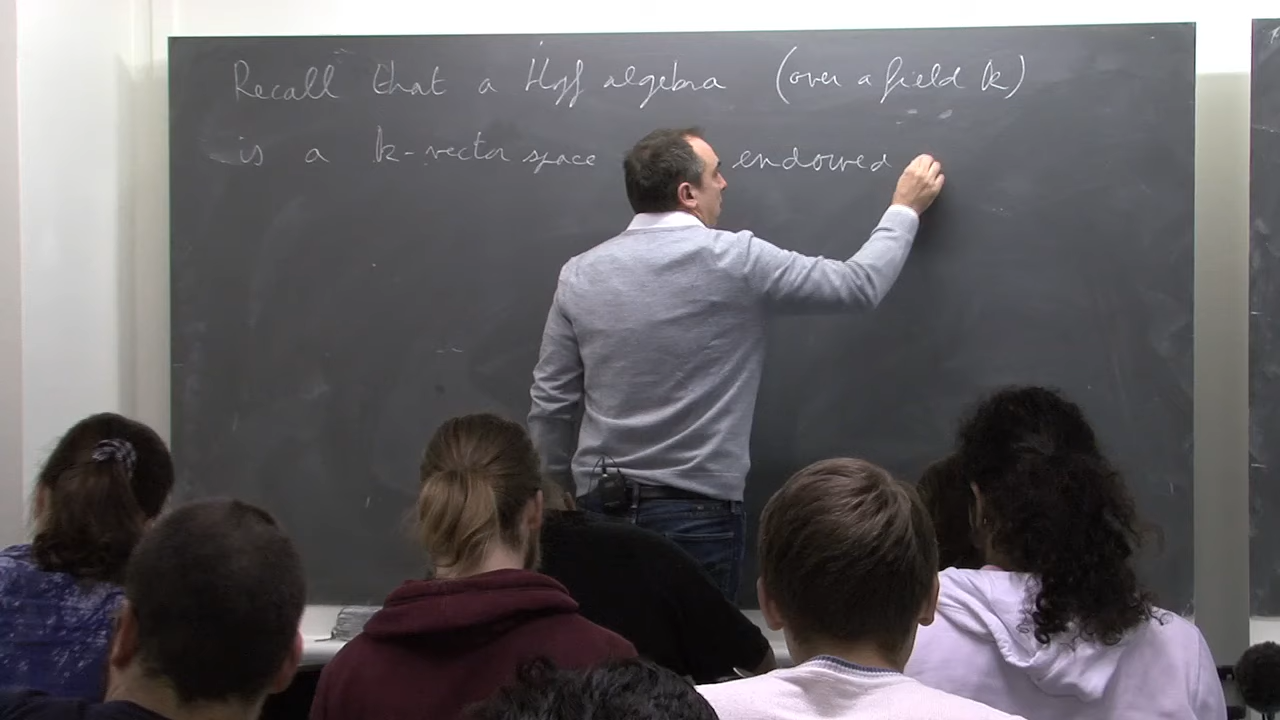 Recall that a Hopf algebra (over a field k)
is a k-vector space endowed